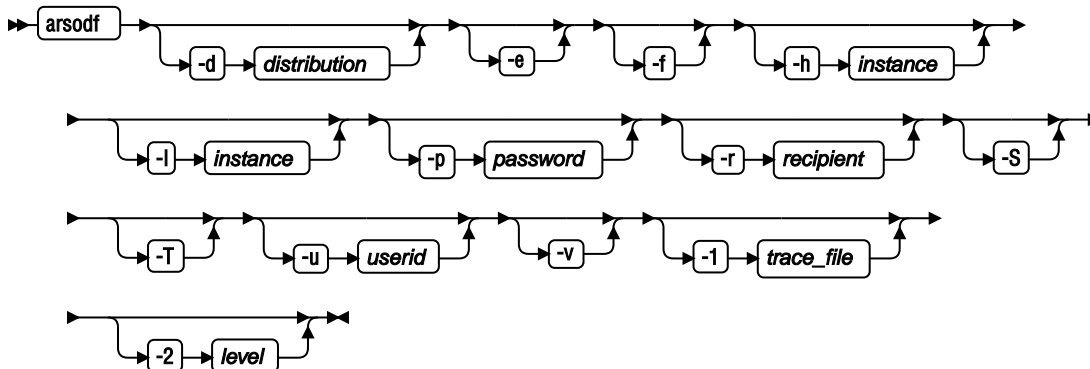 arsodf -d distribution -e -f -h instance
-I instance -p password -r recipient -S
-T -u userid -v -1 trace_file
-2 level